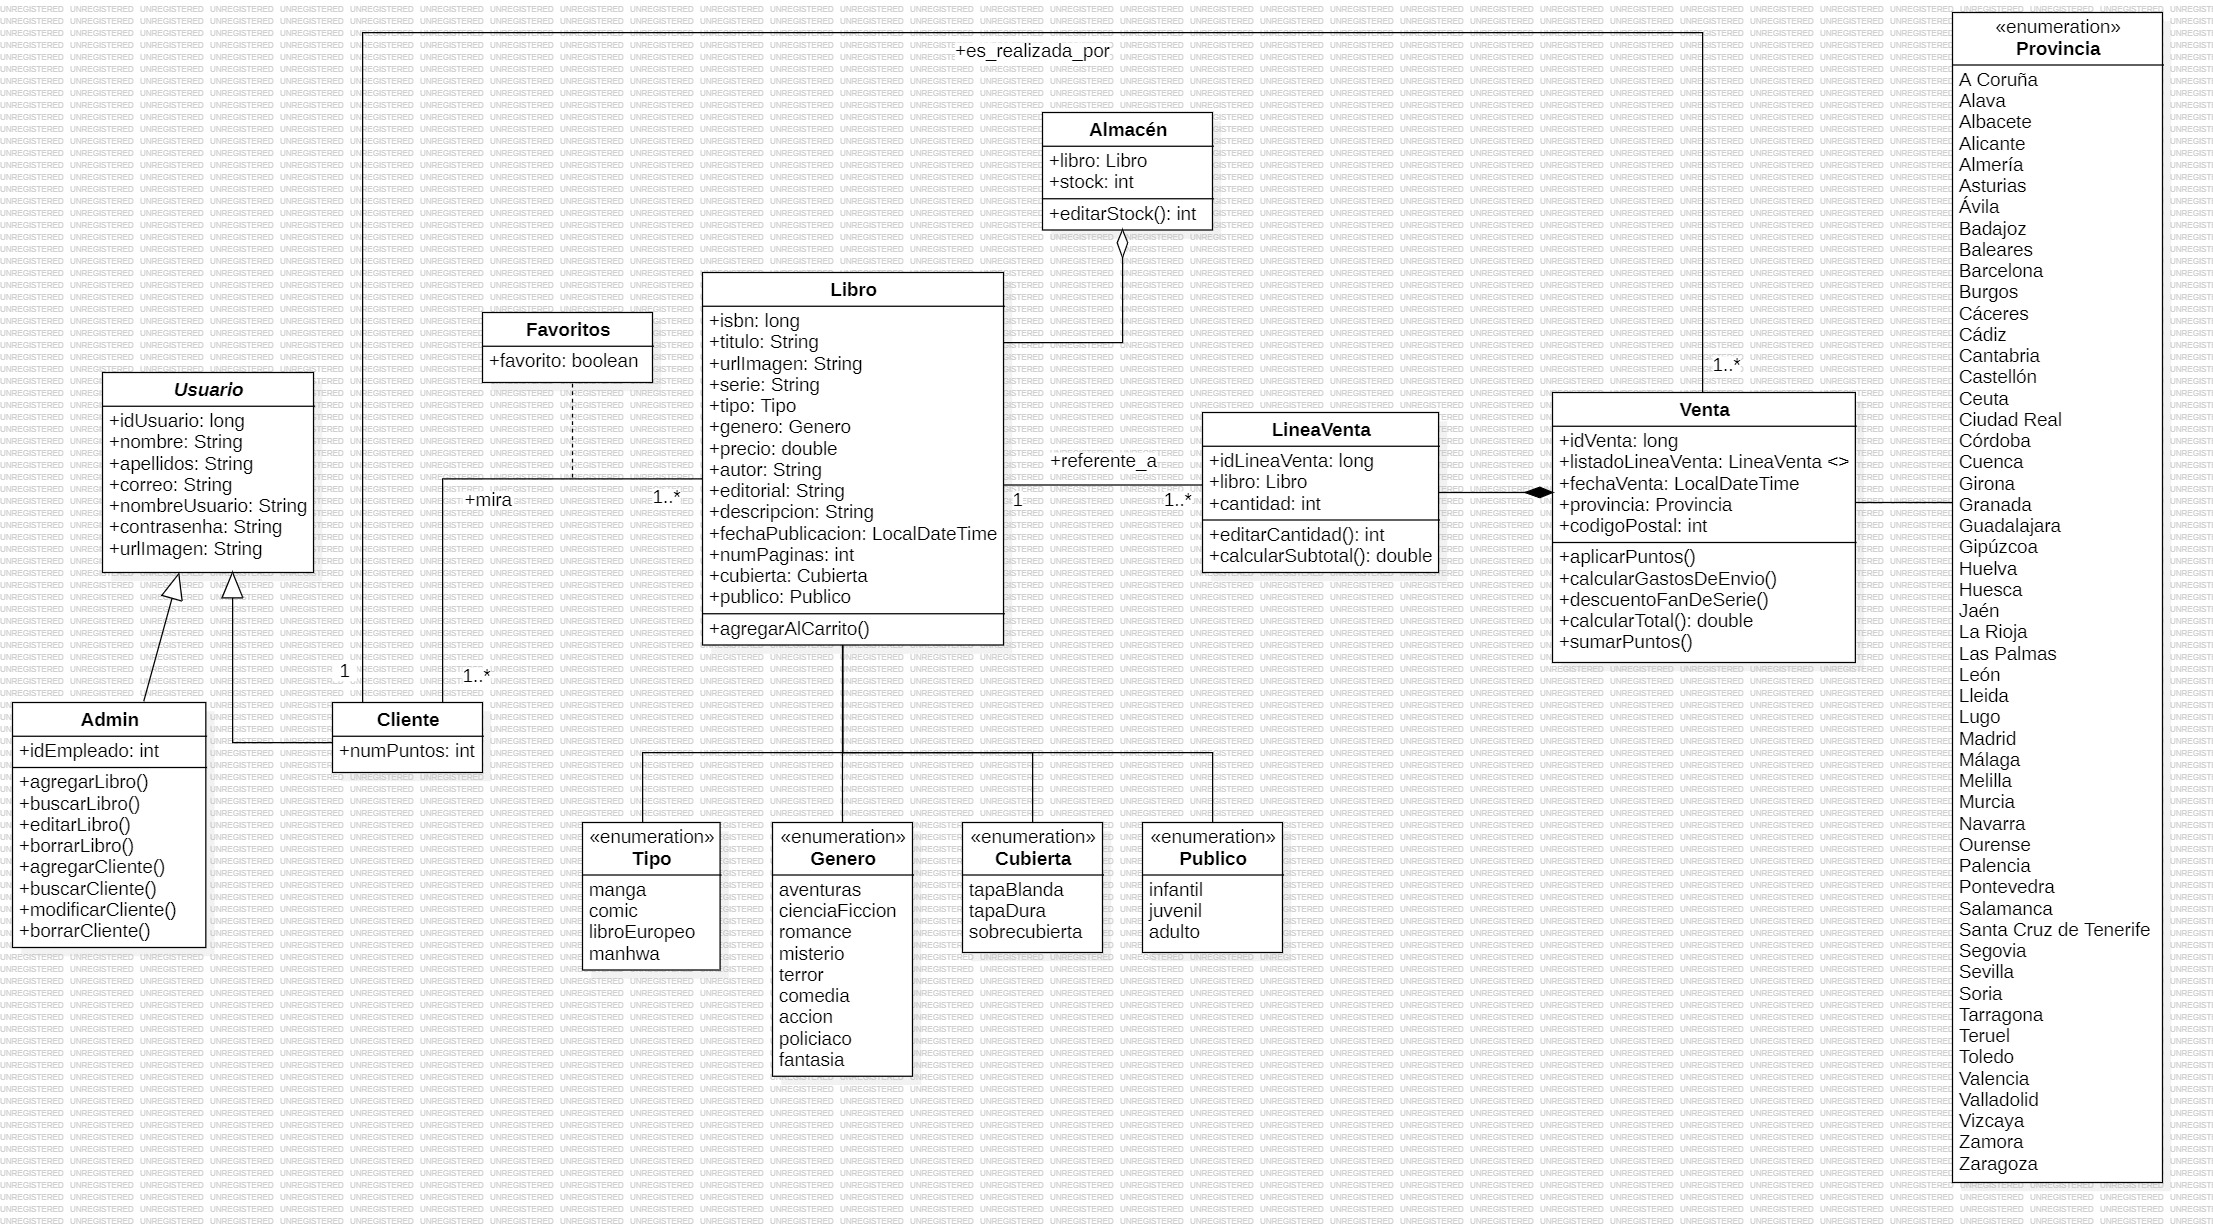 +es_realizada_por
1..*
1
Almacén
+libro: Libro
+stock: int
+editarStock(): int
Favoritos
+favorito: boolean
+mira
1..*
1..*
Usuario
+idUsuario: long
+nombre: String
+apellidos: String
+correo: String
+nombreUsuario: String
+contrasenha: String
+urlImagen: String
Admin
+idEmpleado: int
+agregarLibro()
+buscarLibro()
+editarLibro()
+borrarLibro()
+agregarCliente()
+buscarCliente()
+modificarCliente()
+borrarCliente()
Cliente
+numPuntos: int
Libro
+isbn: long
+titulo: String
+urlImagen: String
+serie: String
+tipo: Tipo
+genero: Genero
+precio: double
+autor: String
+editorial: String
+descripcion: String
+fechaPublicacion: LocalDateTime
+numPaginas: int
+cubierta: Cubierta
+publico: Publico
+agregarAlCarrito()
+referente_a
1
1..*
LineaVenta
+idLineaVenta: long
+libro: Libro
+cantidad: int
+editarCantidad(): int
+calcularSubtotal(): double
Venta
+idVenta: long
+listadoLineaVenta: LineaVenta <>
+fechaVenta: LocalDateTime
+provincia: Provincia
+codigoPostal: int
+aplicarPuntos()
+calcularGastosDeEnvio()
+descuentoFanDeSerie()
+calcularTotal(): double
+sumarPuntos()
«enumeration»
Tipo
manga
comic
libroEuropeo
manhwa
«enumeration»
Genero
aventuras
cienciaFiccion
romance
misterio
terror
comedia
accion
policiaco
fantasia
«enumeration»
Cubierta
tapaBlanda
tapaDura
sobrecubierta
«enumeration»
Publico
infantil
juvenil
adulto
«enumeration»
Provincia
A Coruña
Alava
Albacete
Alicante
Almería
Asturias
Ávila
Badajoz
Baleares
Barcelona
Burgos
Cáceres
Cádiz
Cantabria
Castellón
Ceuta
Ciudad Real
Córdoba
Cuenca
Girona
Granada
Guadalajara
Gipúzcoa
Huelva
Huesca
Jaén
La Rioja
Las Palmas
León
Lleida
Lugo
Madrid
Málaga
Melilla
Murcia
Navarra
Ourense
Palencia
Pontevedra
Salamanca
Santa Cruz de Tenerife
Segovia
Sevilla
Soria
Tarragona
Teruel
Toledo
Valencia
Valladolid
Vizcaya
Zamora
Zaragoza
UNREGISTERED